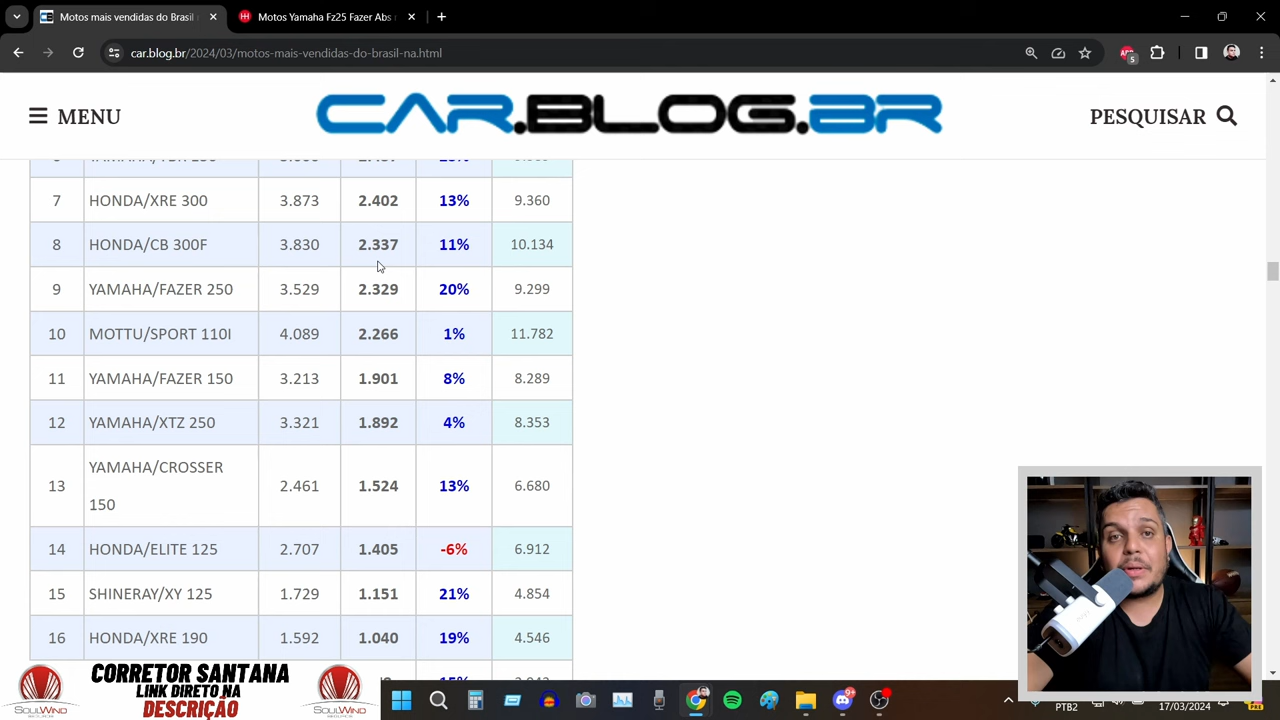 Motos mais vendidas do Brasil n
Motos Yamaha Fz25 Fazer Abs n
car.blog.br/2024/03/motos-mais-vendidas-do-brasil-na.html
5
MENU
CAR.BLOG.BR
PESQUISAR
7 HONDA/XRE 300 3.873 2.402 13% 9.360
8 HONDA/CB 300F 3.830 2.337 11% 10.134
9 YAMAHA/FAZER 250 3.529 2.329 20% 9.299
10 MOTTU/SPORT 110I 4.089 2.266 1% 11.782
11 YAMAHA/FAZER 150 3.213 1.901 8% 8.289
12 YAMAHA/XTZ 250 3.321 1.892 4% 8.353
YAMAHA/CROSSER
13 150 2.461 1.524 13% 6.680
14 HONDA/ELITE 125 2.707 1.405 -6% 6.912
15 SHINERAY/XY 125 1.729 1.151 21% 4.854
16 HONDA/XRE 190 1.592 1.040 19% 4.546
CORRETOR SANTANA
LINK DIRETO NA
DESCRIÇÃO
SOULWIND
SOULWIND
PTB2
17/03/2024